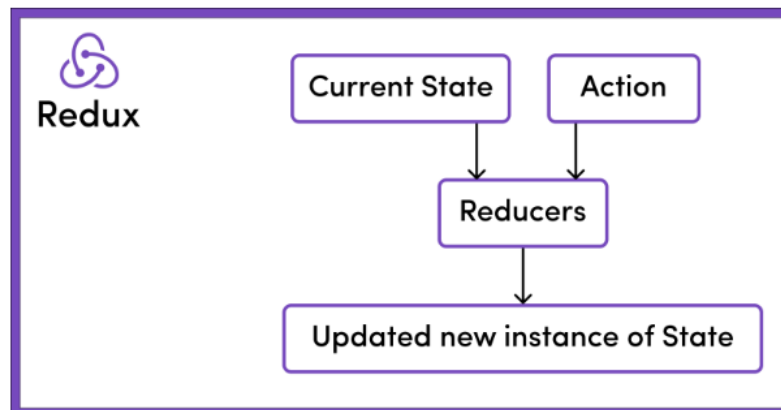 Redux
Current State
Action
Reducers
Updated new instance of State